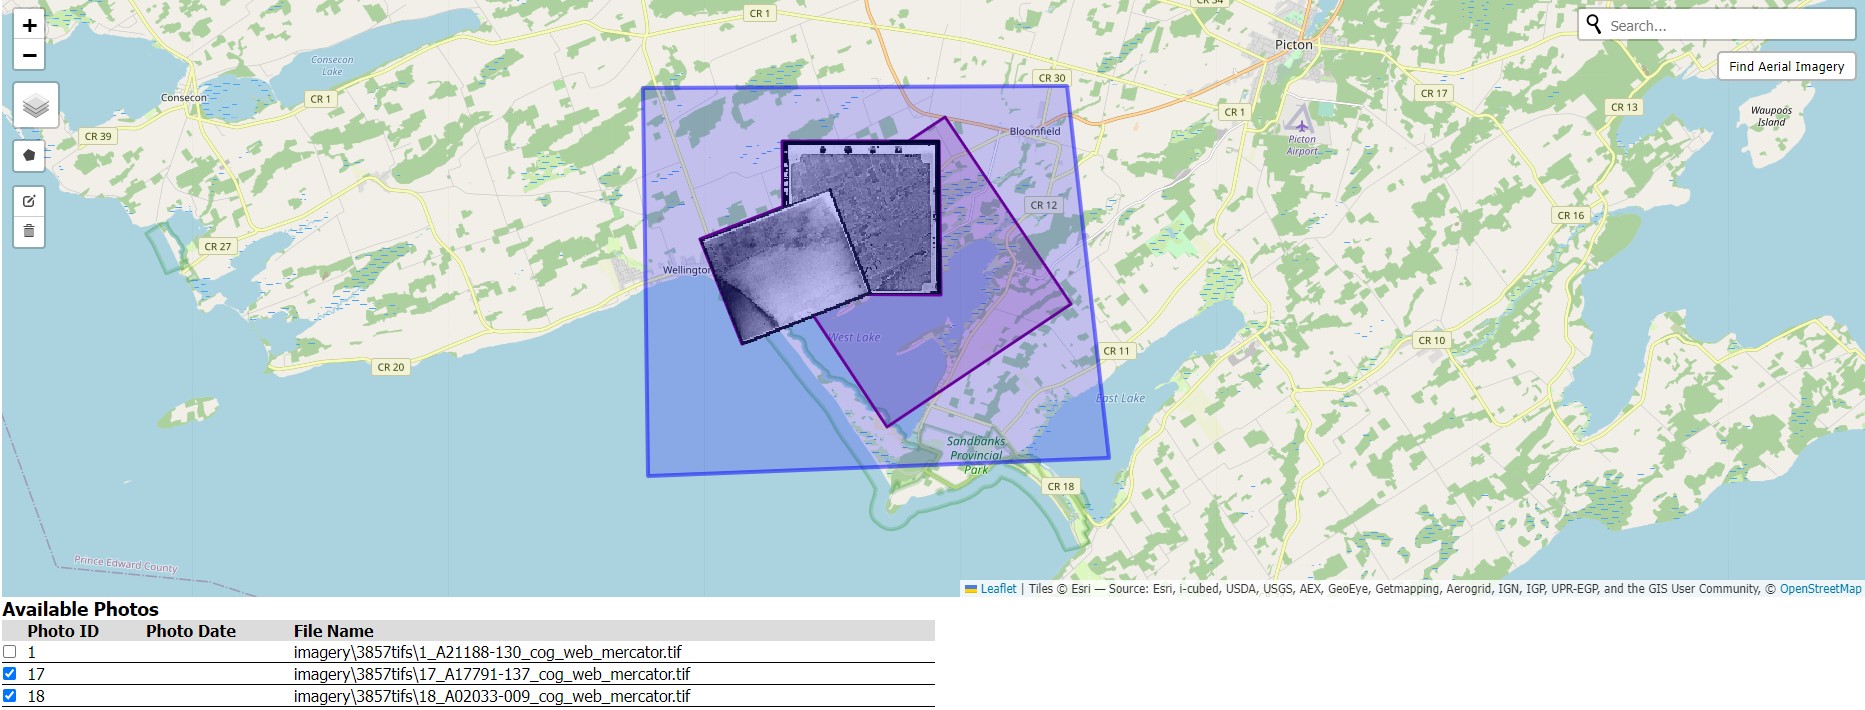 +
−
CR 1
CR 34
Picton
Search...
Find Aerial Imagery
Consecon
Lake
Consecon
CR 1
CR 30
CR 1
CR 17
CR 13
Waupoos
Island
CR 39
Bloomfield
Picton
Airport
CR 12
CR 16
CR 27
Wellington
West Lake
CR 11
CR 10
CR 20
East Lake
Sandbanks
Provincial
Park
CR 18
Prince Edward County
Leaflet | Tiles © Esri — Source: Esri, i-cubed, USDA, USGS, AEX, GeoEye, Getmapping, Aerogrid, IGN, IGP, UPR-EGP, and the GIS User Community, © OpenStreetMap
Available Photos
Photo ID Photo Date File Name
1 imagery\3857tifs\1_A21188-130_cog_web_mercator.tif
17 imagery\3857tifs\17_A17791-137_cog_web_mercator.tif
18 imagery\3857tifs\18_A02033-009_cog_web_mercator.tif